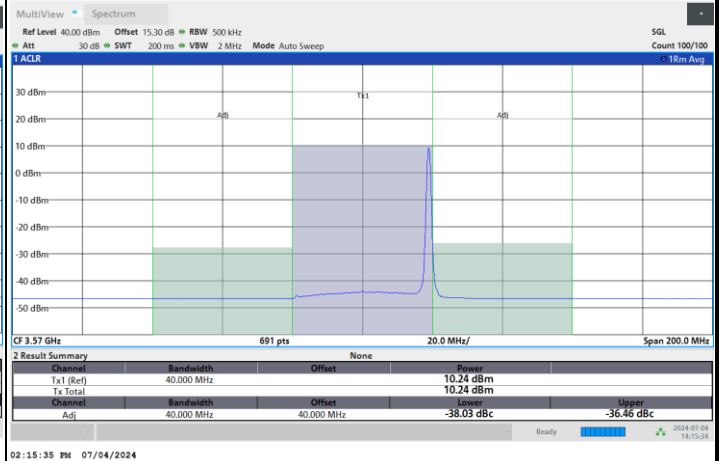 MultiView Spectrum
Ref Level 40.00 dBm Offset 15.30 dB RBW 500 kHz SGL
Att 30 dB SWT 200 ms VBW 2 MHz Mode Auto Sweep Count 100/100
1 ACLR 1Rm Avg
30 dBm
Tx1
20 dBm
Adj Adj
10 dBm
0 dBm
-10 dBm
-20 dBm
-30 dBm
-40 dBm
-50 dBm
CF 3.57 GHz 691 pts 20.0 MHz/ Span 200.0 MHz
2 Result Summary None
Channel Bandwidth Offset Power
Tx1 (Ref) 40.000 MHz 10.24 dBm
Tx Total 10.24 dBm
Channel Bandwidth Offset Lower Upper
Adj 40.000 MHz 40.000 MHz -38.03 dBc -36.46 dBc
Ready 2024-07-04
14:15:34
02:15:35 PM 07/04/2024